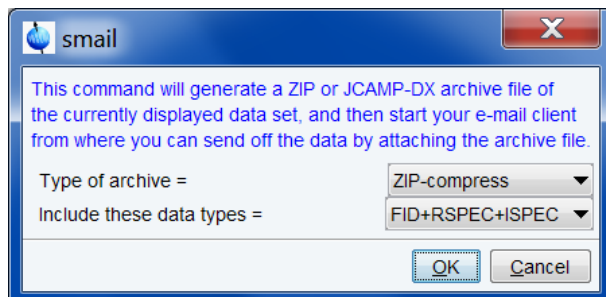 smail
This command will generate a ZIP or JCAMP-DX archive file of
the currently displayed data set, and then start your e-mail client
from where you can send off the data by attaching the archive file.
Type of archive = ZIP-compress
Include these data types = FID+RSPEC+ISPEC
OK Cancel